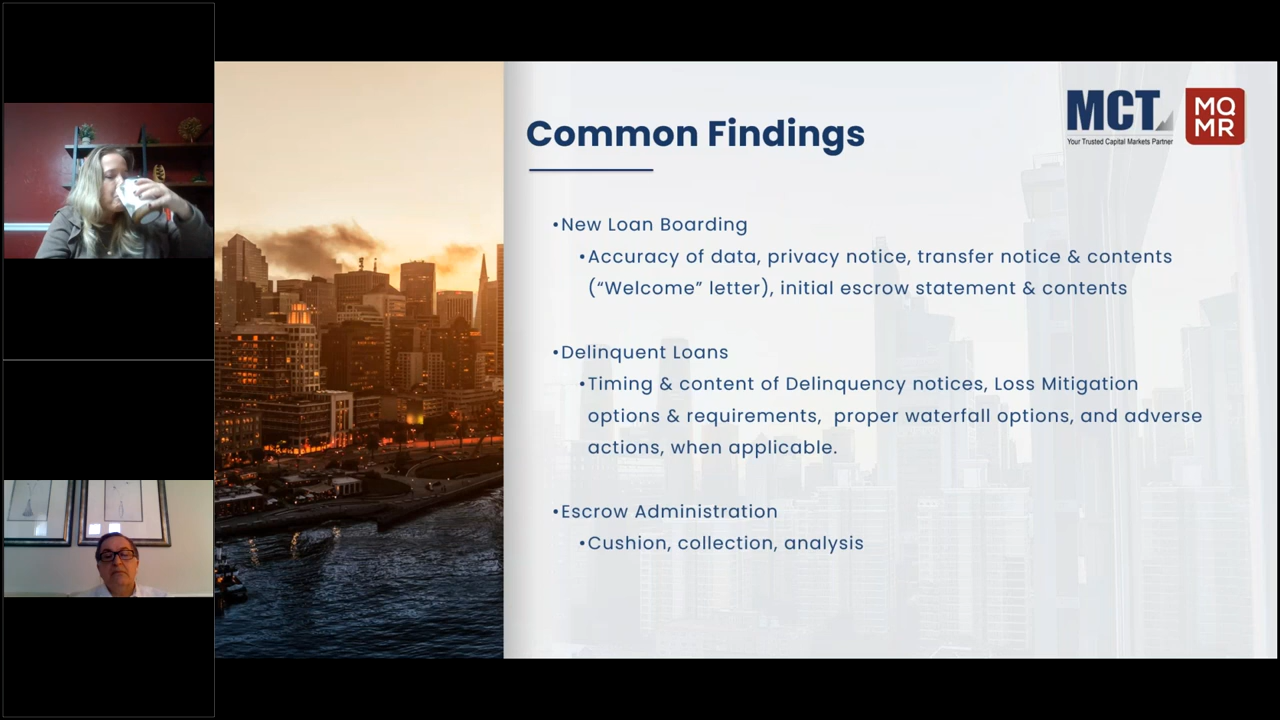 Common Findings
MCT
Your Trusted Capital Markets Partner
MQ
MR
•New Loan Boarding
•Accuracy of data, privacy notice, transfer notice & contents
(“Welcome” letter), initial escrow statement & contents
•Delinquent Loans
•Timing & content of Delinquency notices, Loss Mitigation
options & requirements,  proper waterfall options, and adverse
actions, when applicable.
•Escrow Administration
•Cushion, collection, analysis